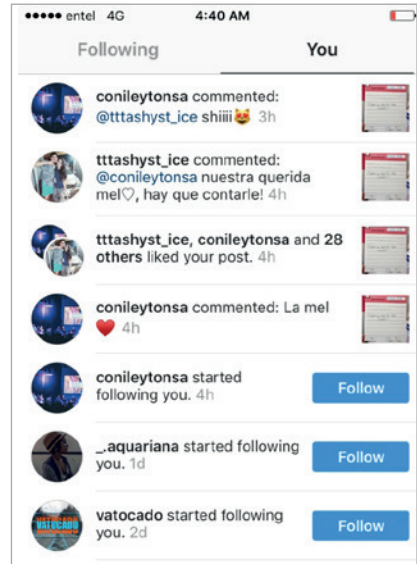 entel 4G 4:40 AM
Following You
conileytonsa commented:
@tttashyst_ice shiiii😻 3h
tttashyst_ice commented:
@conileytonsa nuestra querida
mel♡, hay que contarle! 4h
tttashyst_ice, conileytonsa and 28
others liked your post. 4h
conileytonsa commented: La mel
❤️ 4h
conileytonsa started
following you. 4h
Follow
_.aquariana started following
you. 1d
Follow
VATOCADO
vatocado started following
you. 2d
Follow